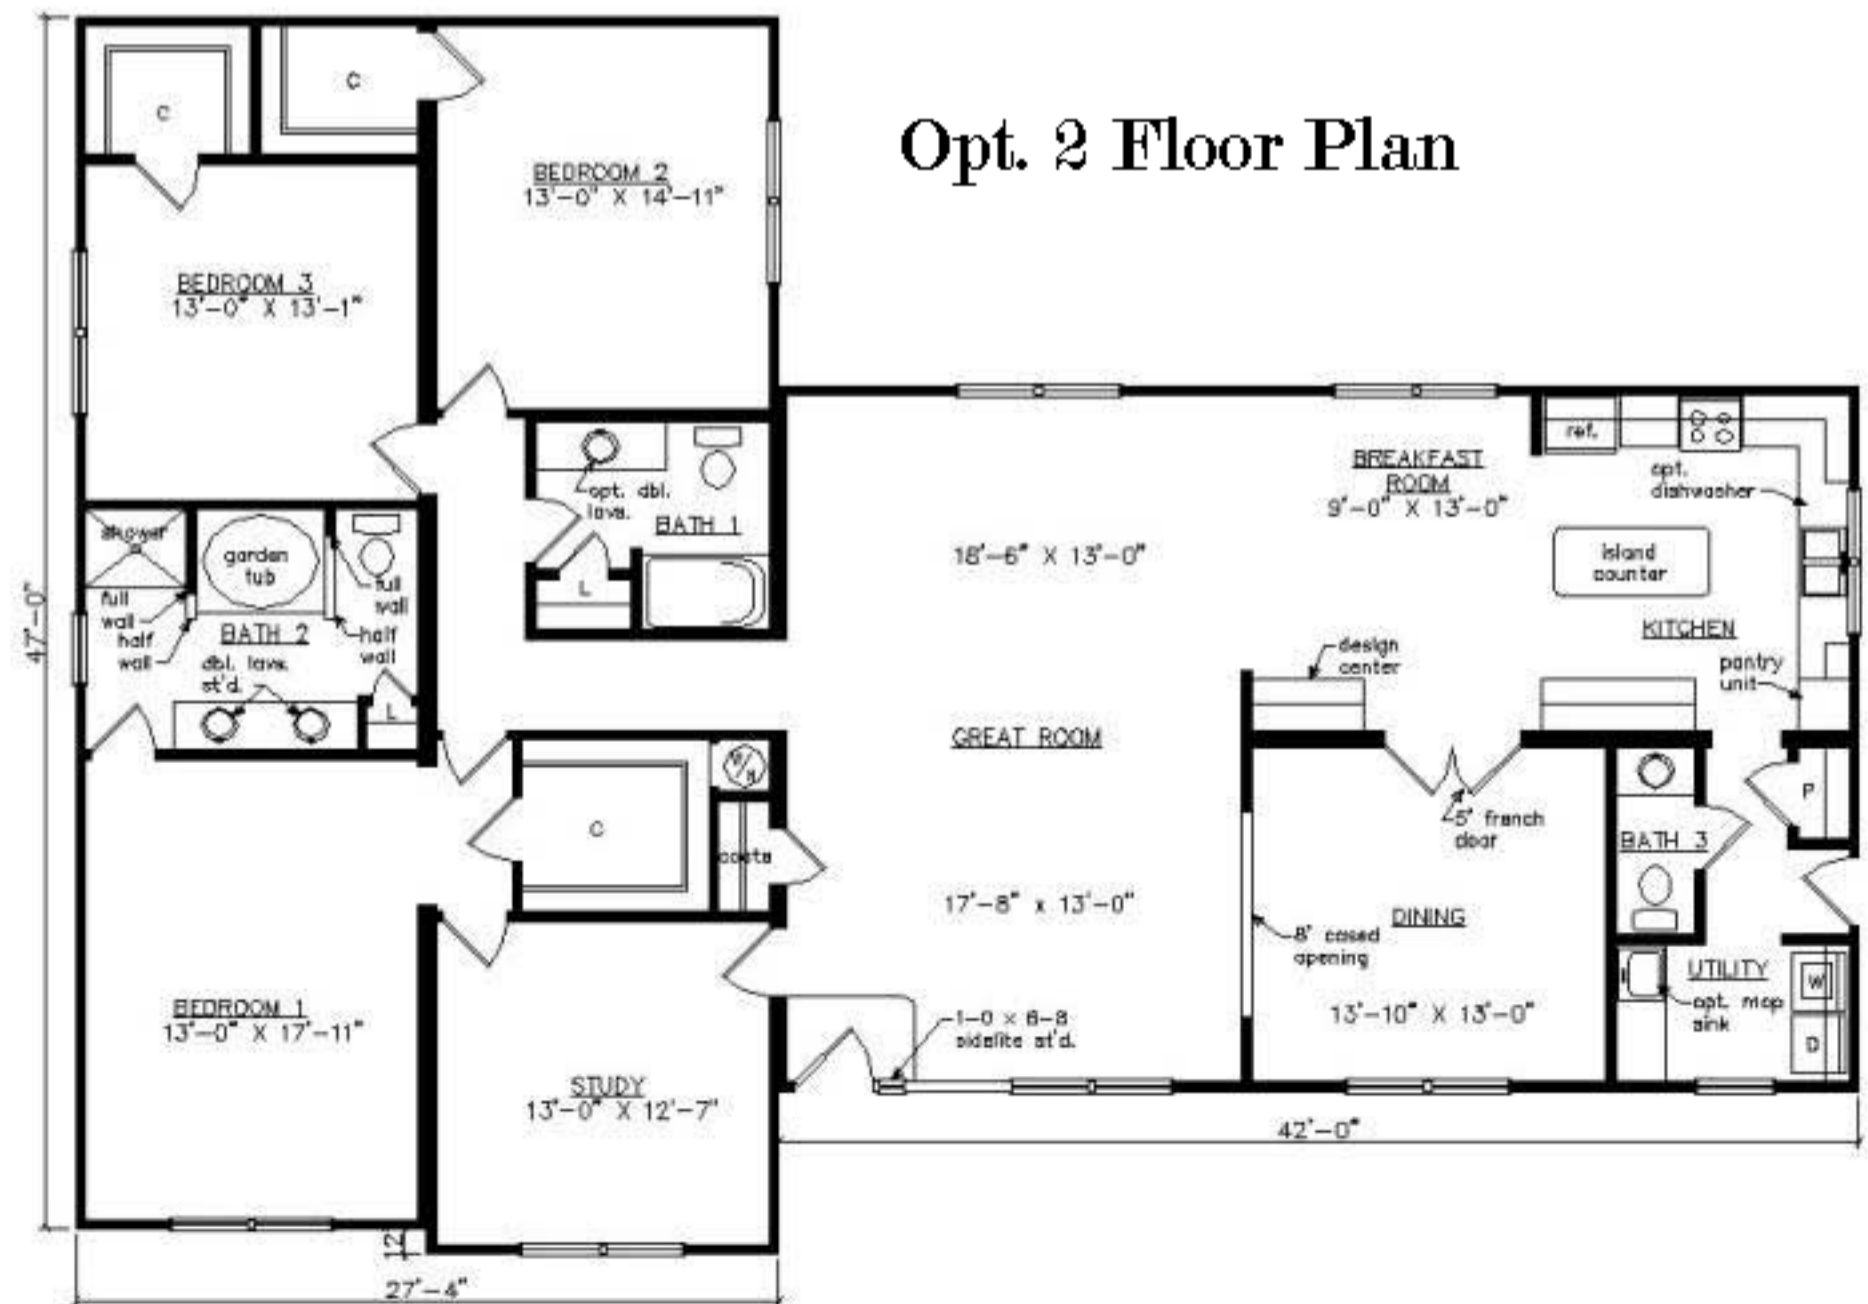 Opt. 2 Floor Plan
C
C
BEDROOM 2
13'-0" X 14'-11"
BEDROOM 3
13'-0" X 13'-1"
47'-0"
shower
garden
tub
full
wall
half
wall
full
wall
half
wall
BATH 2
dbl. lavs.
st'd.
L
opt. dbl.
lavs.
BATH 1
L
18'-6" X 13'-0"
BREAKFAST
ROOM
9'-0" X 13'-0"
ref.
opt.
dishwasher
island
counter
KITCHEN
pantry
unit
design
center
GREAT ROOM
W/H
C
coats
17'-8" x 13'-0"
5' french
door
BATH 3
P
DINING
8' cased
opening
13'-10" X 13'-0"
UTILITY
opt. mop
sink
W
D
BEDROOM 1
13'-0" X 17'-11"
STUDY
13'-0" X 12'-7"
1-0 x 6-8
sidelite st'd.
42'-0"
12"
27'-4"